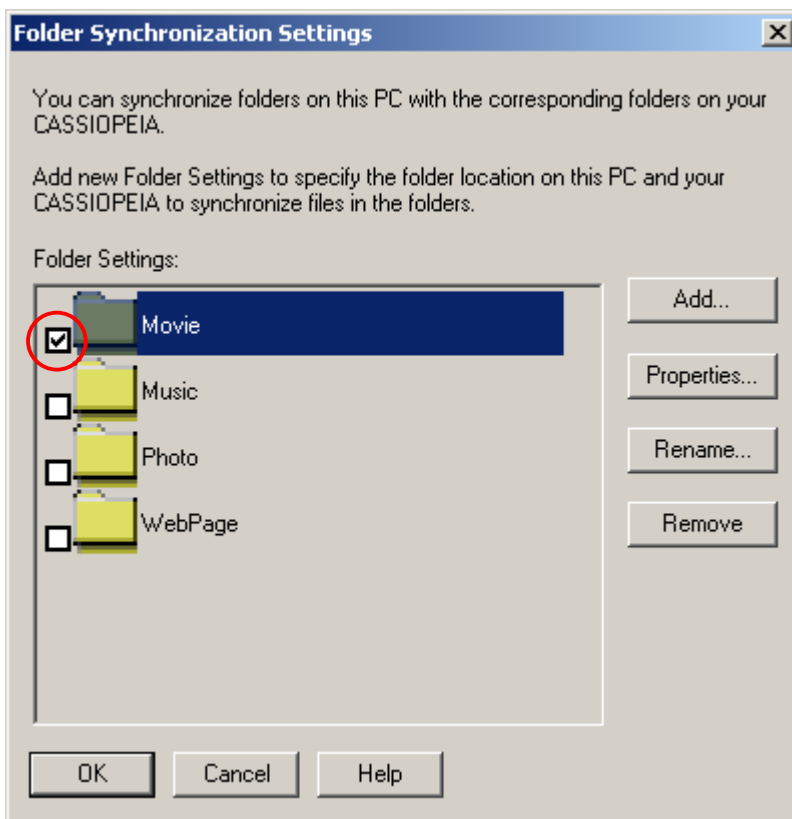 Folder Synchronization Settings
You can synchronize folders on this PC with the corresponding folders on your
CASSIOPEIA.
Add new Folder Settings to specify the folder location on this PC and your
CASSIOPEIA to synchronize files in the folders.
Folder Settings:
Movie
Music
Photo
WebPage
Add...
Properties...
Rename...
Remove
OK
Cancel
Help